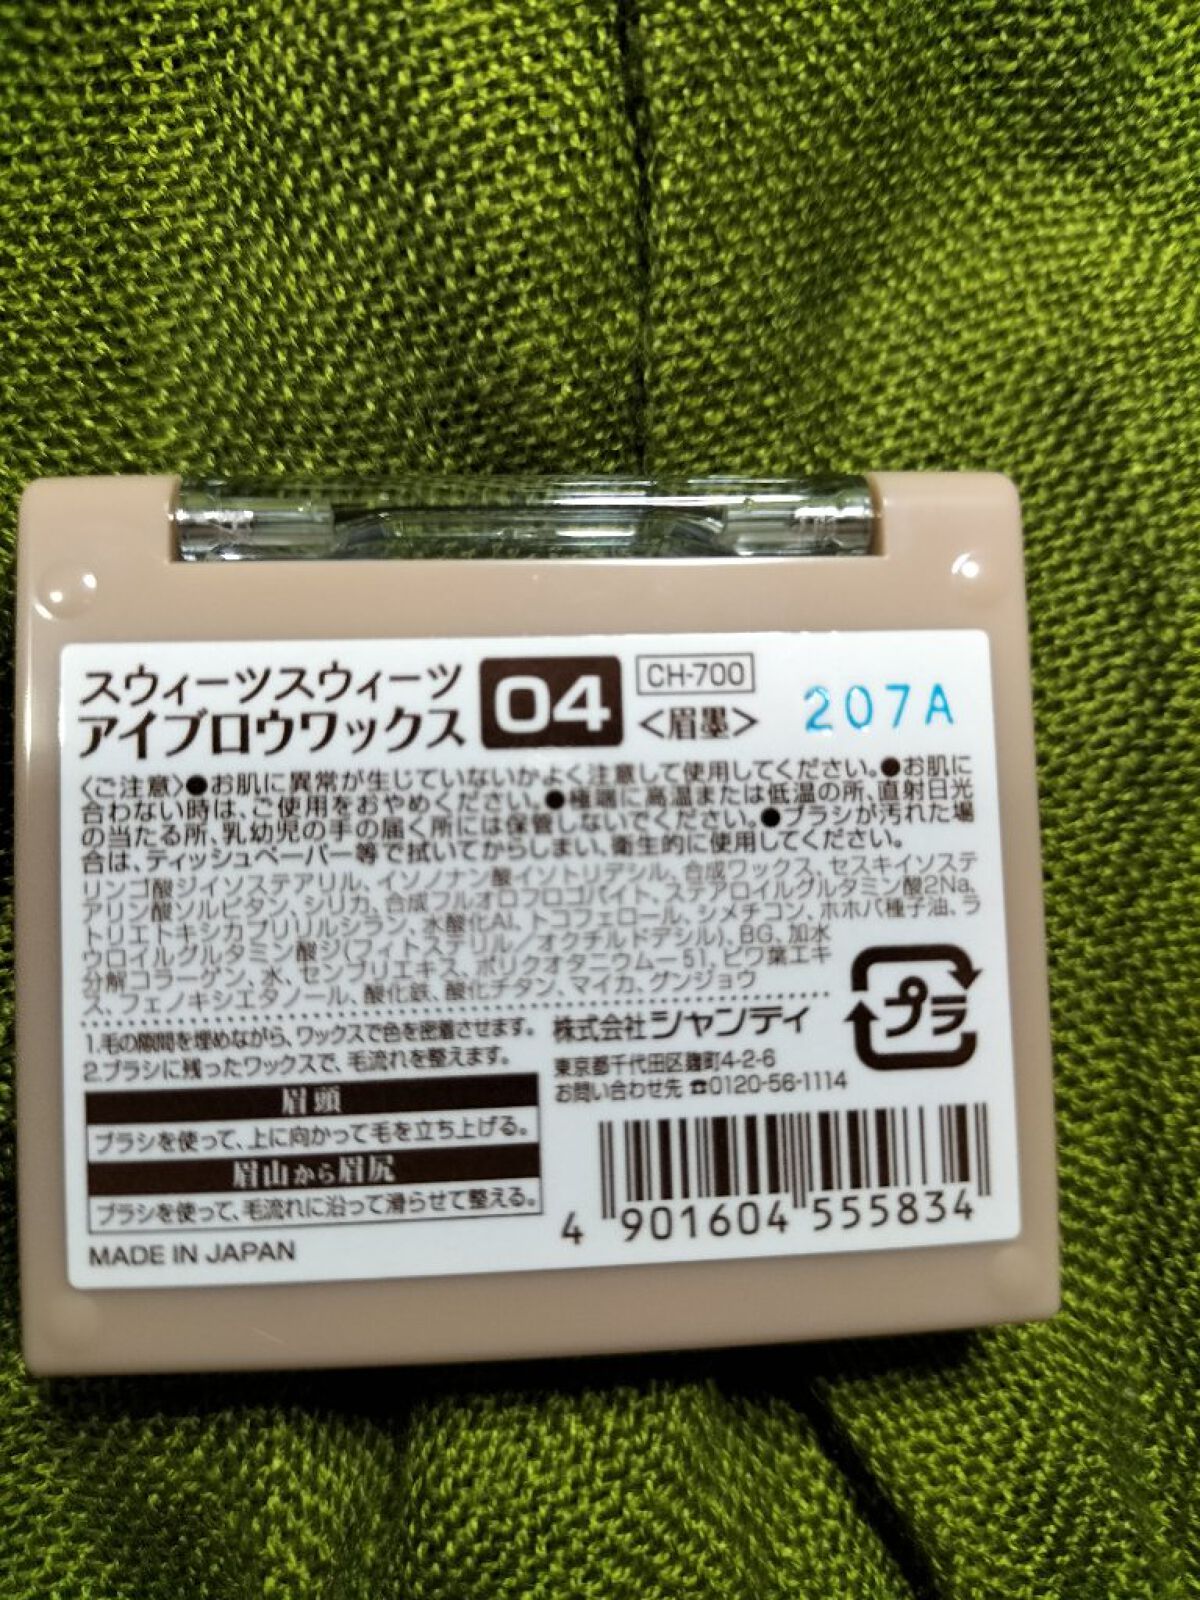 スウィーツスウィーツ
アイブロウワックス
04
CH-700
<眉墨>
207A
〈ご注意〉●お肌に異常が生じていないかよく注意して使用してください。●お肌に
合わない時は、ご使用をおやめください。●極端に高温または低温の所、直射日光
の当たる所、乳幼児の手の届く所には保管しないでください。●ブラシが汚れた場
合は、ティッシュペーパー等で拭いてからしまい、衛生的に使用してください。
リンゴ酸ジイソステアリル、イソノナン酸イソトリデシル、合成ワックス、セスキイソステ
アリン酸ソルビタン、シリカ、合成フルオロフロゴパイト、ステアロイルグルタミン酸2Na、
トリエトキシカプリリルシラン、水酸化Al、トコフェロール、シメチコン、ホホバ種子油、ラ
ウロイルグルタミン酸ジ(フィトステリル/オクチルドデシル)、BG、加水
分解コラーゲン、水、センブリエキス、ポリクオタニウム-51、ビワ葉エキ
ス、フェノキシエタノール、酸化鉄、酸化チタン、マイカ、グンジョウ
1.毛の隙間を埋めながら、ワックスで色を密着させます。
2.ブラシに残ったワックスで、毛流れを整えます。
眉頭
ブラシを使って、上に向かって毛を立ち上げる。
眉山から眉尻
ブラシを使って、毛流れに沿って滑らせて整える。
MADE IN JAPAN
株式会社シャンティ
東京都千代田区麹町4-2-6
お問い合わせ先 ☎0120-56-1114
プラ
4 901604 555834